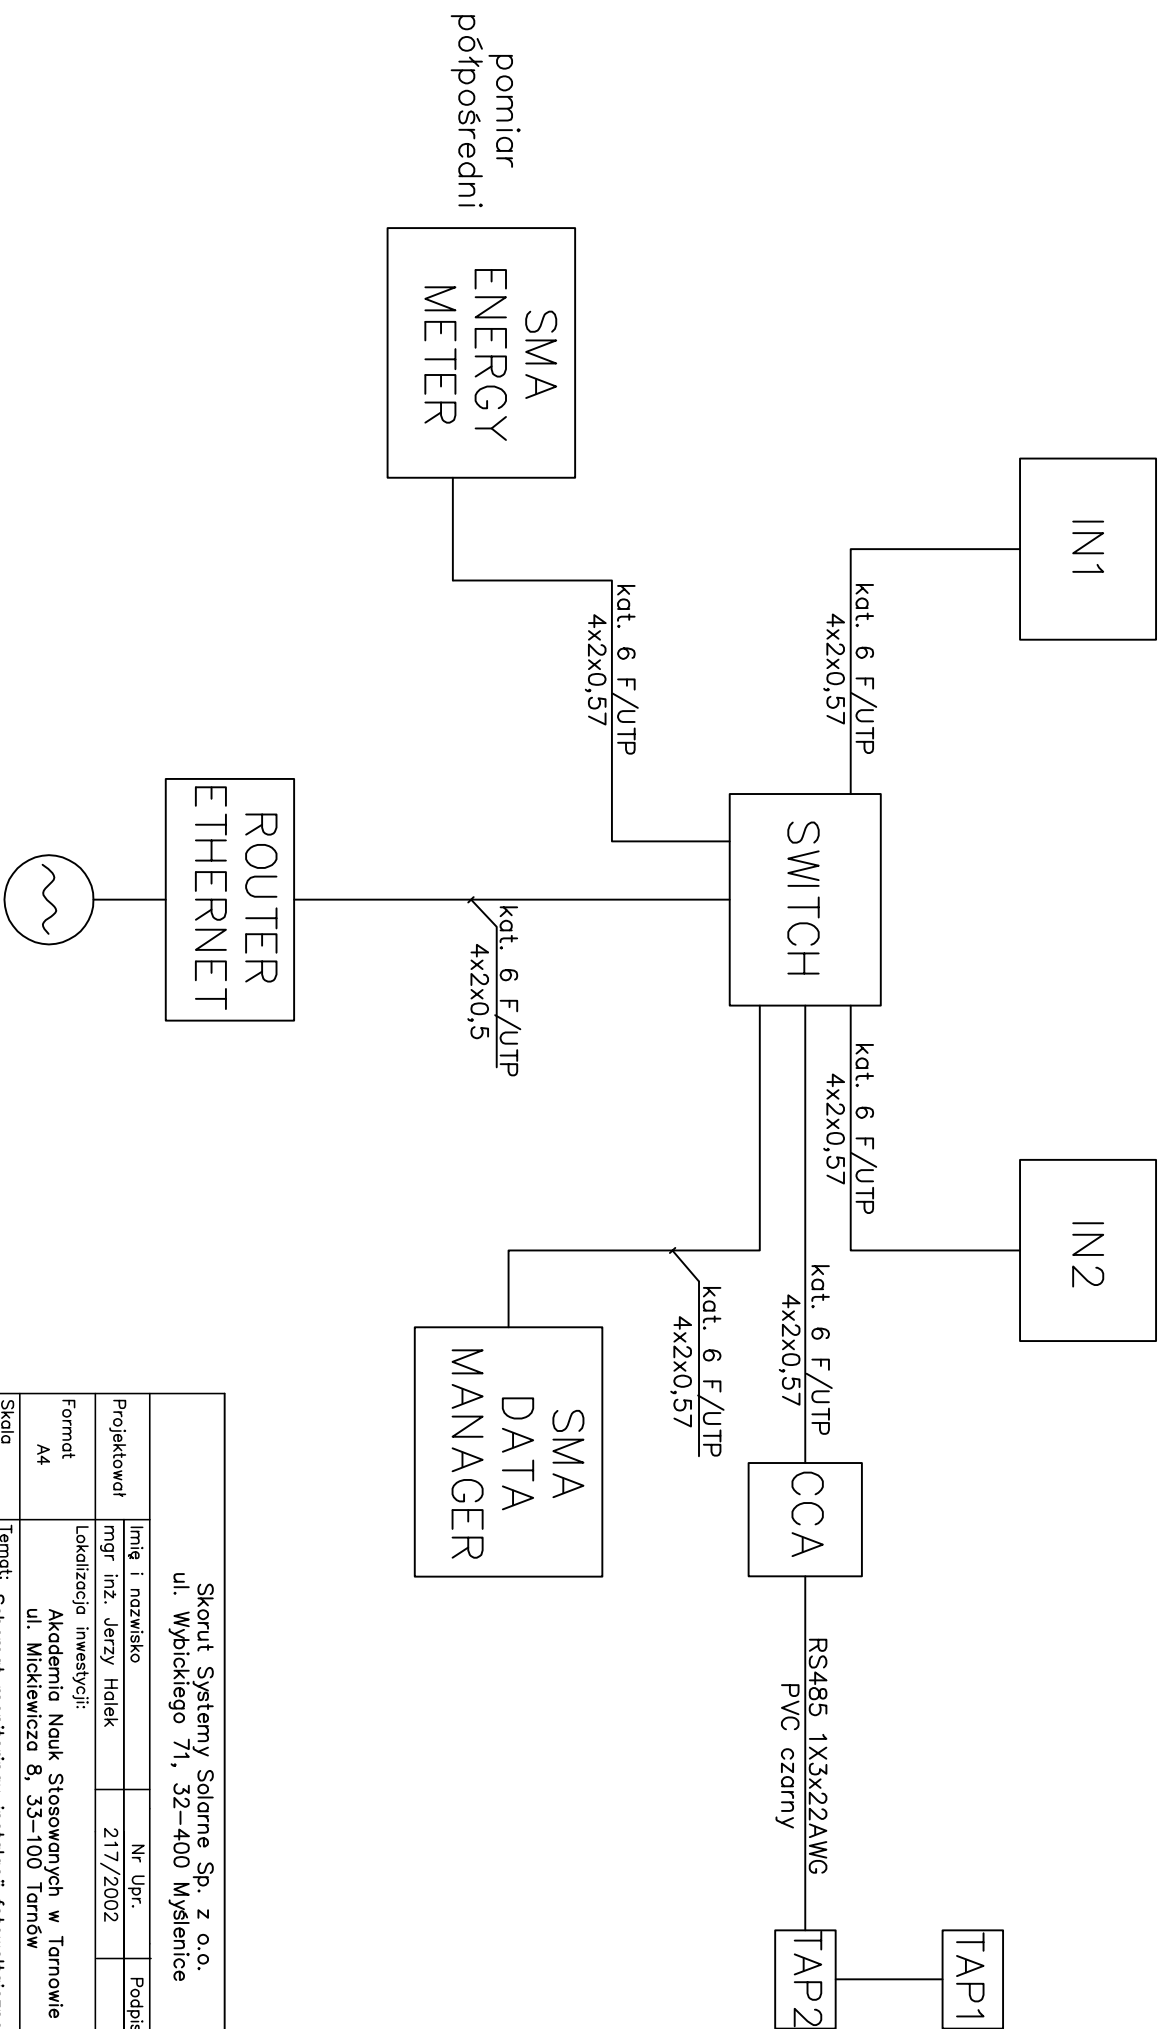 IN1
IN2
kat. 6 F/UTP
4x2x0,57
kat. 6 F/UTP
4x2x0,57
SWITCH
kat. 6 F/UTP
4x2x0,57
CCA
RS485 1X3x22AWG
PVC czarny
TAP1
TAP2
pomiar
półpośredni
SMA
ENERGY
METER
kat. 6 F/UTP
4x2x0,57
kat. 6 F/UTP
4x2x0,57
SMA
DATA
MANAGER
kat. 6 F/UTP
4x2x0,5
ROUTER
ETHERNET
Skorut Systemy Solarne Sp. z o.o.
ul. Wybickiego 71, 32-400 Myślenice
Imię i nazwisko
Nr Upr.
Podpis
Projektował
mgr inż. Jerzy Halek
217/2002
Format
A4
Lokalizacja inwestycji:
Akademia Nauk Stosowanych w Tarnowie
ul. Mickiewicza 8, 33-100 Tarnów
Skala
Temat: